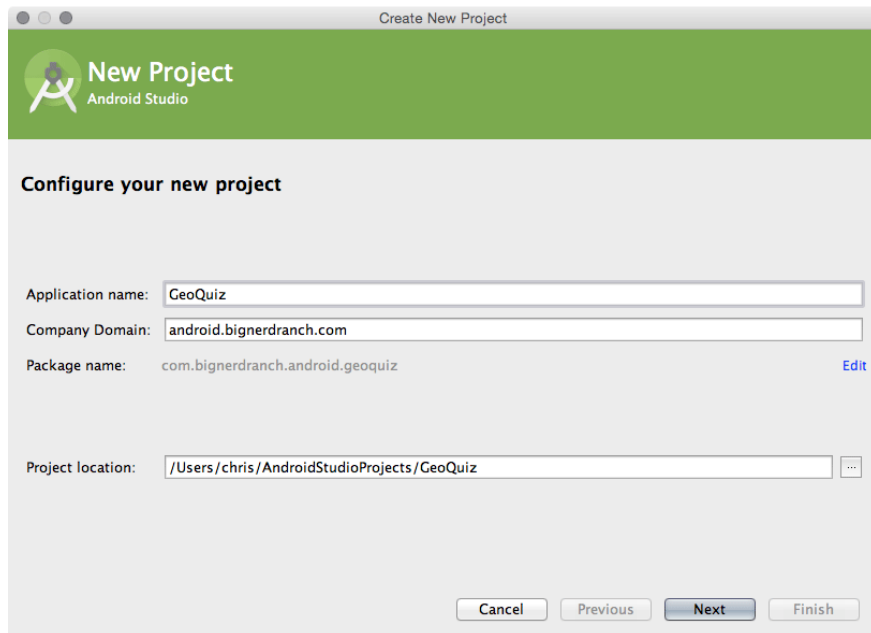 Create New Project
New Project
Android Studio
Configure your new project
Application name: GeoQuiz
Company Domain: android.bignerdranch.com
Package name: com.bignerdranch.android.geoquiz Edit
Project location: /Users/chris/AndroidStudioProjects/GeoQuiz ...
Cancel Previous Next Finish